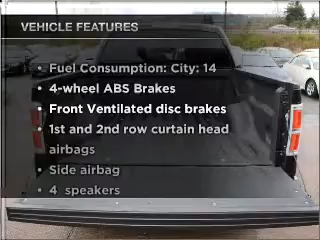 VEHICLE FEATURES
• Fuel Consumption: City: 14
• 4-wheel ABS Brakes
• Front Ventilated disc brakes
• 1st and 2nd row curtain head
airbags
• Side airbag
• 4 speakers